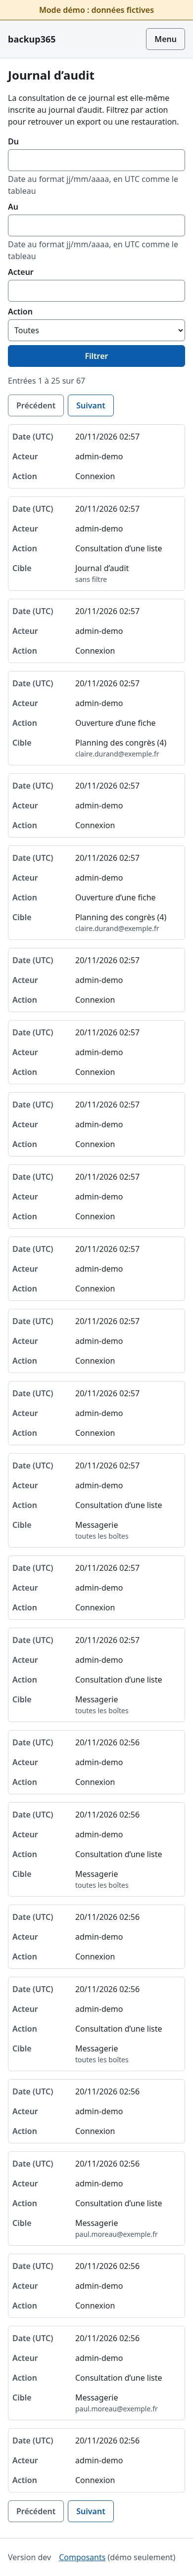 Mode démo : données fictives
backup365
Menu
Journal d’audit
La consultation de ce journal est elle-même
inscrite au journal d’audit. Filtrez par action
pour retrouver un export ou une restauration.
Du
Date au format jj/mm/aaaa, en UTC comme le
tableau
Au
Date au format jj/mm/aaaa, en UTC comme le
tableau
Acteur
Action
Toutes
Filtrer
Entrées 1 à 25 sur 67
Précédent Suivant
Date (UTC) 20/11/2026 02:57
Acteur admin-demo
Action Connexion
Date (UTC) 20/11/2026 02:57
Acteur admin-demo
Action Consultation d’une liste
Cible Journal d’audit
sans filtre
Date (UTC) 20/11/2026 02:57
Acteur admin-demo
Action Connexion
Date (UTC) 20/11/2026 02:57
Acteur admin-demo
Action Ouverture d’une fiche
Cible Planning des congrès (4)
claire.durand@exemple.fr
Date (UTC) 20/11/2026 02:57
Acteur admin-demo
Action Connexion
Date (UTC) 20/11/2026 02:57
Acteur admin-demo
Action Ouverture d’une fiche
Cible Planning des congrès (4)
claire.durand@exemple.fr
Date (UTC) 20/11/2026 02:57
Acteur admin-demo
Action Connexion
Date (UTC) 20/11/2026 02:57
Acteur admin-demo
Action Connexion
Date (UTC) 20/11/2026 02:57
Acteur admin-demo
Action Connexion
Date (UTC) 20/11/2026 02:57
Acteur admin-demo
Action Connexion
Date (UTC) 20/11/2026 02:57
Acteur admin-demo
Action Connexion
Date (UTC) 20/11/2026 02:57
Acteur admin-demo
Action Connexion
Date (UTC) 20/11/2026 02:57
Acteur admin-demo
Action Connexion
Date (UTC) 20/11/2026 02:57
Acteur admin-demo
Action Consultation d’une liste
Cible Messagerie
toutes les boîtes
Date (UTC) 20/11/2026 02:57
Acteur admin-demo
Action Connexion
Date (UTC) 20/11/2026 02:57
Acteur admin-demo
Action Consultation d’une liste
Cible Messagerie
toutes les boîtes
Date (UTC) 20/11/2026 02:56
Acteur admin-demo
Action Connexion
Date (UTC) 20/11/2026 02:56
Acteur admin-demo
Action Consultation d’une liste
Cible Messagerie
toutes les boîtes
Date (UTC) 20/11/2026 02:56
Acteur admin-demo
Action Connexion
Date (UTC) 20/11/2026 02:56
Acteur admin-demo
Action Consultation d’une liste
Cible Messagerie
toutes les boîtes
Date (UTC) 20/11/2026 02:56
Acteur admin-demo
Action Connexion
Date (UTC) 20/11/2026 02:56
Acteur admin-demo
Action Consultation d’une liste
Cible Messagerie
paul.moreau@exemple.fr
Date (UTC) 20/11/2026 02:56
Acteur admin-demo
Action Connexion
Date (UTC) 20/11/2026 02:56
Acteur admin-demo
Action Consultation d’une liste
Cible Messagerie
paul.moreau@exemple.fr
Date (UTC) 20/11/2026 02:56
Acteur admin-demo
Action Connexion
Précédent Suivant
Version dev Composants (démo seulement)